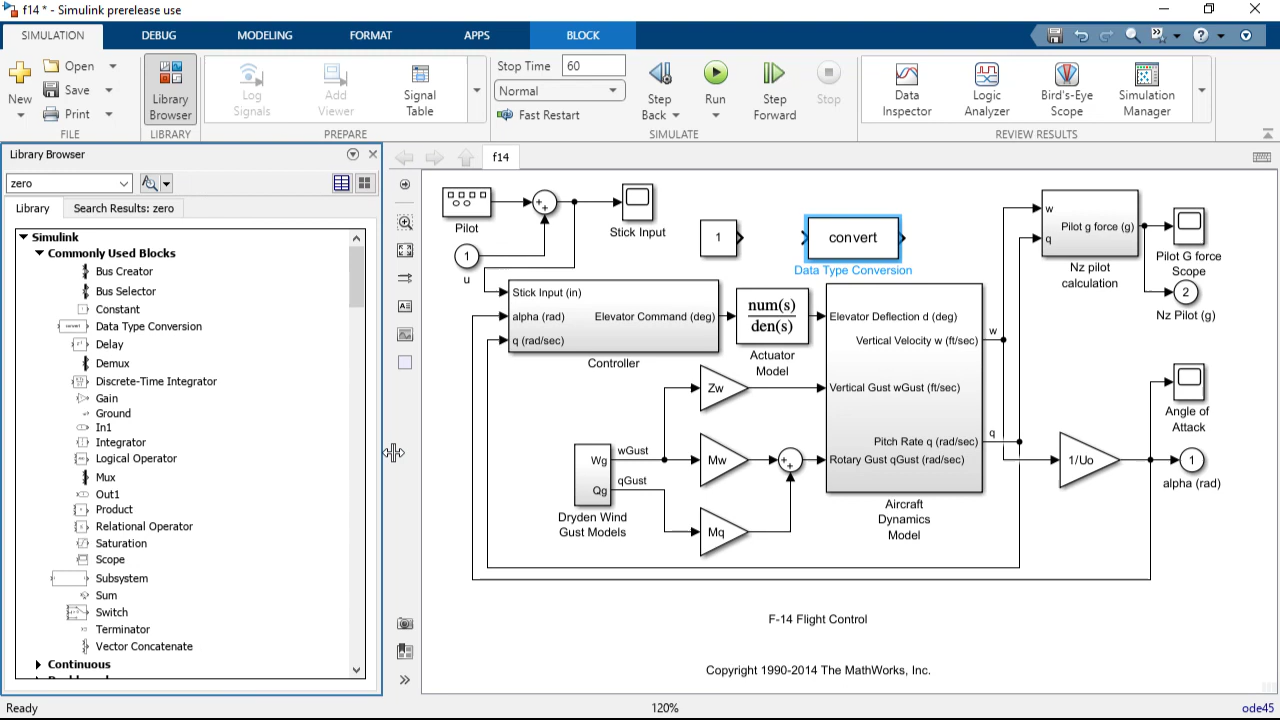 f14 * - Simulink prerelease use
SIMULATION DEBUG MODELING FORMAT APPS BLOCK
New
Open
Save
Print
FILE
Library
Browser
LIBRARY
Log
Signals
Add
Viewer
Signal
Table
PREPARE
Stop Time 60
Normal
Fast Restart
Step
Back
Run
Step
Forward
Stop
SIMULATE
Data
Inspector
Logic
Analyzer
Bird's-Eye
Scope
Simulation
Manager
REVIEW RESULTS
Library Browser
zero
Library Search Results: zero
Simulink
Commonly Used Blocks
Bus Creator
Bus Selector
Constant
Data Type Conversion
Delay
Demux
Discrete-Time Integrator
Gain
Ground
In1
Integrator
Logical Operator
Mux
Out1
Product
Relational Operator
Saturation
Scope
Subsystem
Sum
Switch
Terminator
Vector Concatenate
Continuous
f14
Pilot
1
u
Stick Input
1
convert
Data Type Conversion
w
q
Pilot g force (g)
Nz pilot
calculation
Pilot G force
Scope
2
Nz Pilot (g)
Stick Input (in)
alpha (rad)
q (rad/sec)
Elevator Command (deg)
Controller
num(s)
den(s)
Actuator
Model
Elevator Deflection d (deg)
Vertical Velocity w (ft/sec)
Vertical Gust wGust (ft/sec)
Pitch Rate q (rad/sec)
Rotary Gust qGust (rad/sec)
Aircraft
Dynamics
Model
w
q
Zw
Mw
Mq
Wg
Qg
wGust
qGust
Dryden Wind
Gust Models
1/Uo
Angle of
Attack
1
alpha (rad)
F-14 Flight Control
Copyright 1990-2014 The MathWorks, Inc.
Ready 120% ode45